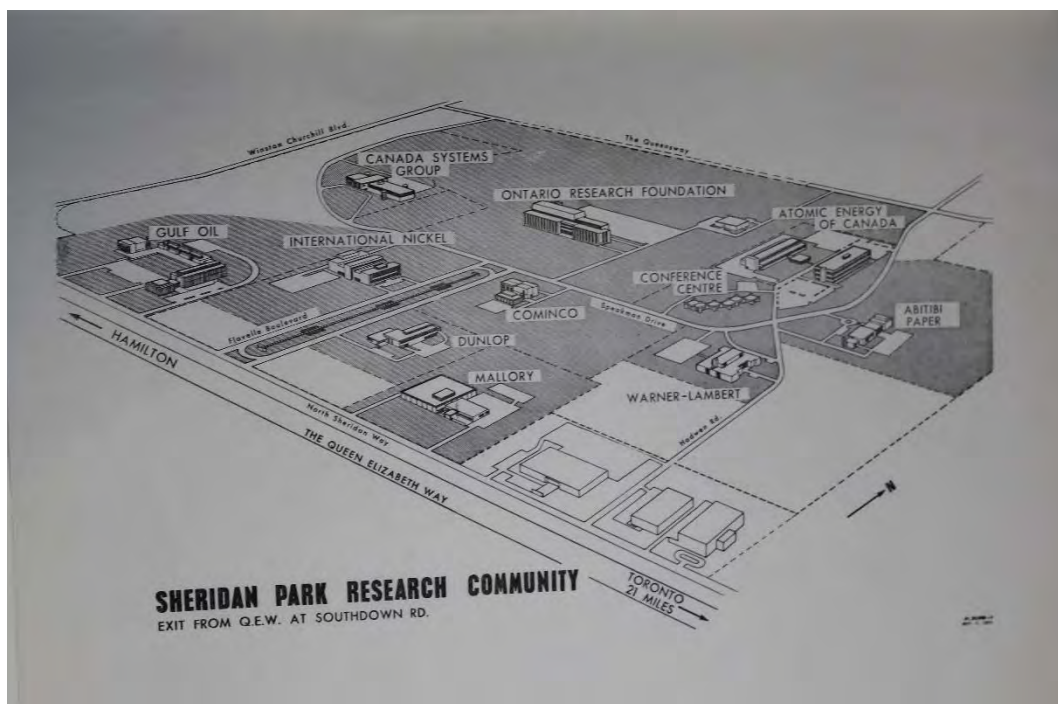 Winston Churchill Blvd.
The Queensway
CANADA SYSTEMS
GROUP
ONTARIO RESEARCH FOUNDATION
ATOMIC ENERGY
OF CANADA
GULF OIL
INTERNATIONAL NICKEL
CONFERENCE
CENTRE
ABITIBI
PAPER
COMINCO
Speakman Drive
Flavelle Boulevard
DUNLOP
HAMILTON
MALLORY
WARNER-LAMBERT
North Sheridan Way
Hadwen Rd.
THE QUEEN ELIZABETH WAY
N
SHERIDAN PARK RESEARCH COMMUNITY
EXIT FROM Q.E.W. AT SOUTHDOWN RD.
TORONTO
21 MILES